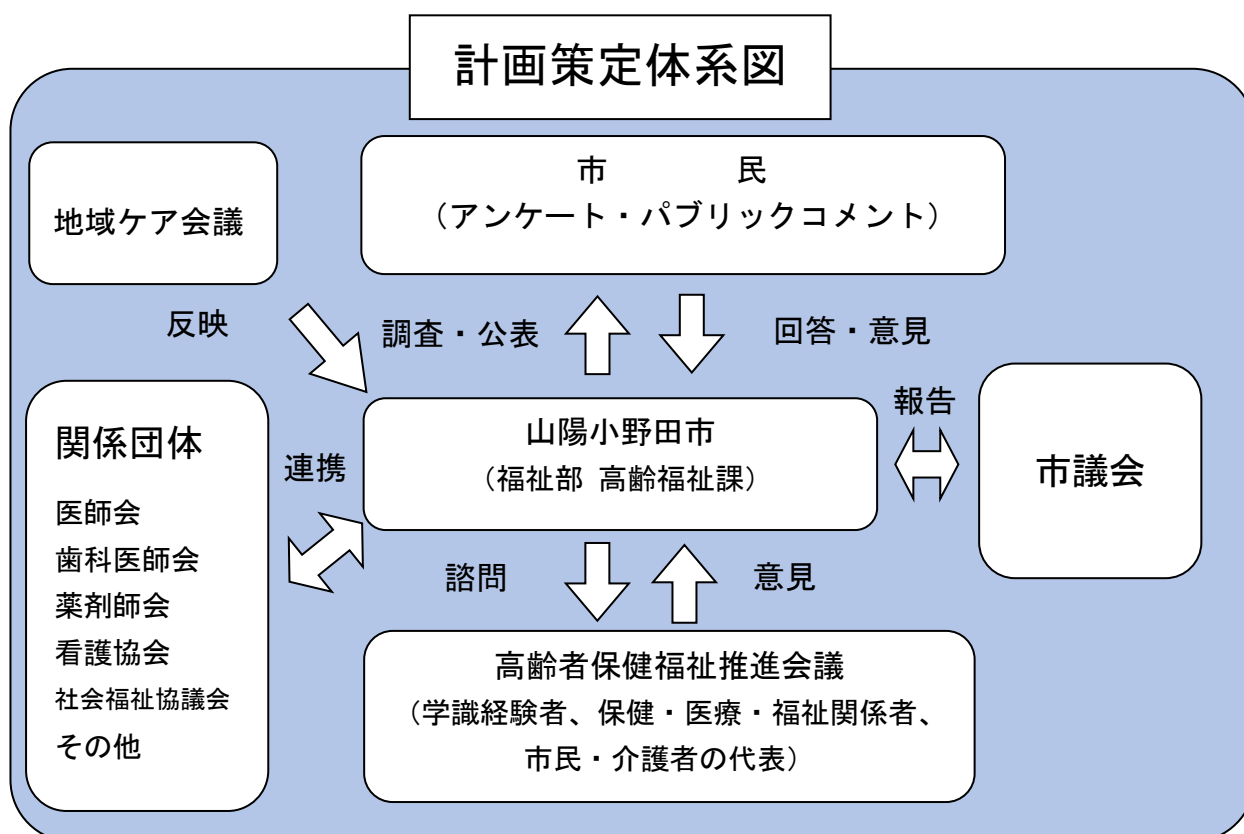 計画策定体系図
地域ケア会議
市　　　民
（アンケート・パブリックコメント）
反映
調査・公表
回答・意見
関係団体
医師会
歯科医師会
薬剤師会
看護協会
社会福祉協議会
その他
連携
山陽小野田市
（福祉部 高齢福祉課）
報告
市議会
諮問
意見
高齢者保健福祉推進会議
（学識経験者、保健・医療・福祉関係者、
市民・介護者の代表）